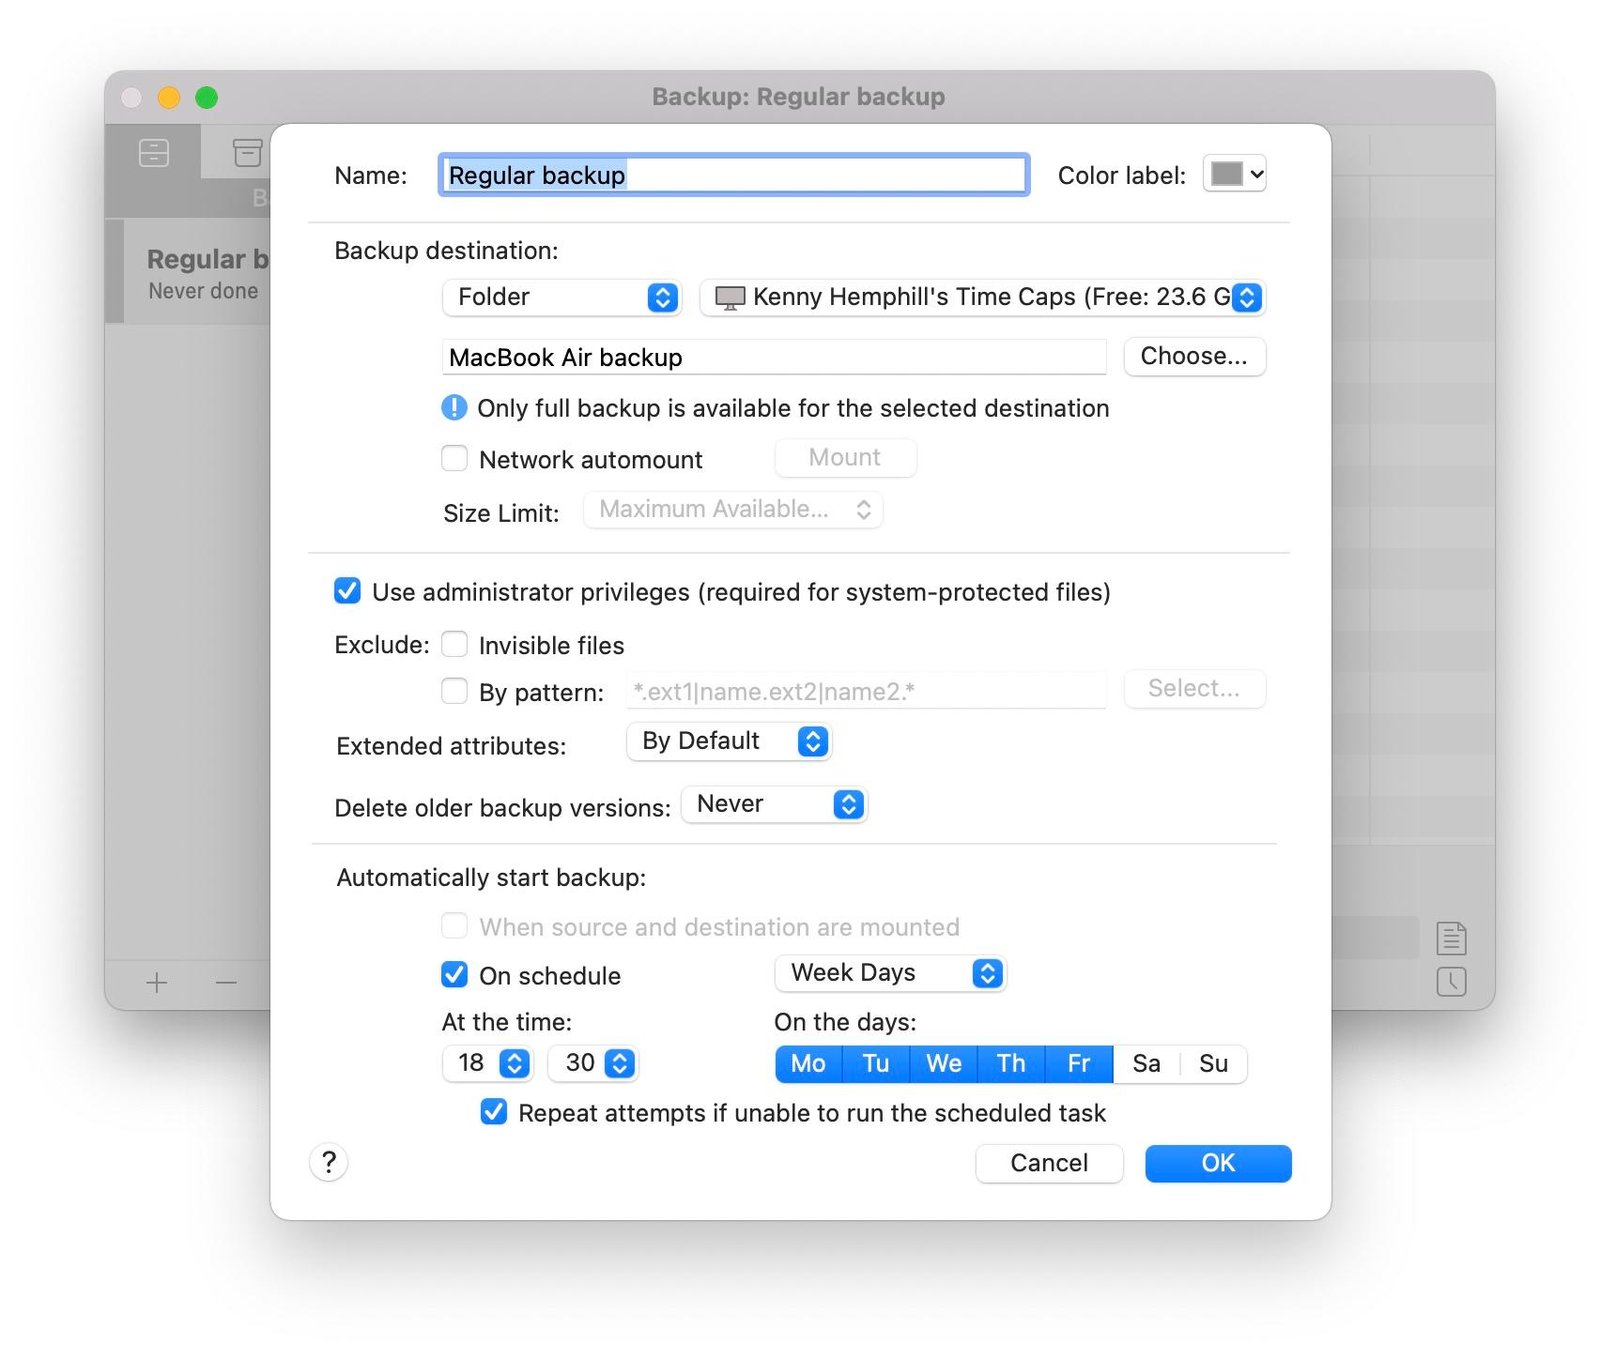 Backup: Regular backup
Regular b
Never done
Name: Regular backup Color label:
Backup destination:
Folder Kenny Hemphill's Time Caps (Free: 23.6 G
MacBook Air backup Choose...
Only full backup is available for the selected destination
Network automount Mount
Size Limit: Maximum Available...
Use administrator privileges (required for system-protected files)
Exclude: Invisible files
By pattern: *.ext1|name.ext2|name2.* Select...
Extended attributes: By Default
Delete older backup versions: Never
Automatically start backup:
When source and destination are mounted
On schedule Week Days
At the time: On the days:
18 30 Mo Tu We Th Fr Sa Su
Repeat attempts if unable to run the scheduled task
? Cancel OK